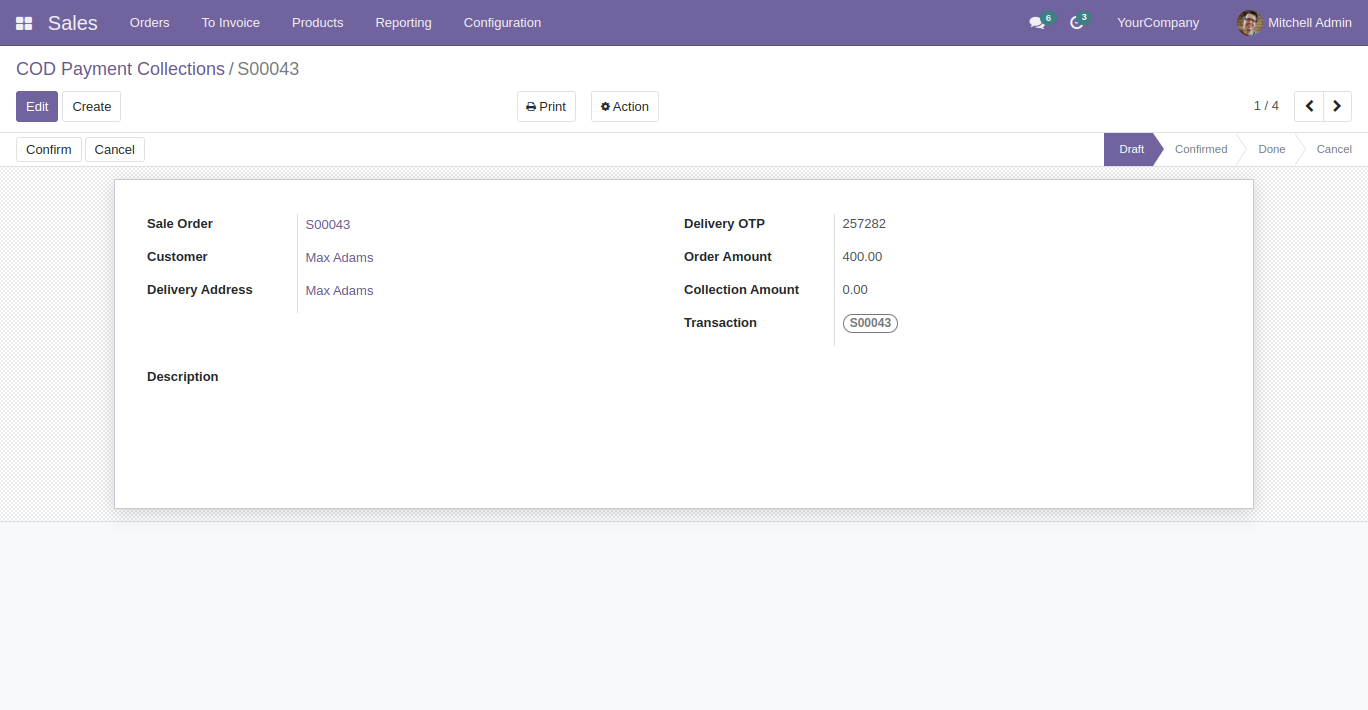 Sales Orders To Invoice Products Reporting Configuration 6 3 YourCompany Mitchell Admin
COD Payment Collections / S00043
Edit Create Print Action 1 / 4
Confirm Cancel Draft Confirmed Done Cancel
Sale Order S00043 Delivery OTP 257282
Customer Max Adams Order Amount 400.00
Delivery Address Max Adams Collection Amount 0.00
Transaction S00043
Description